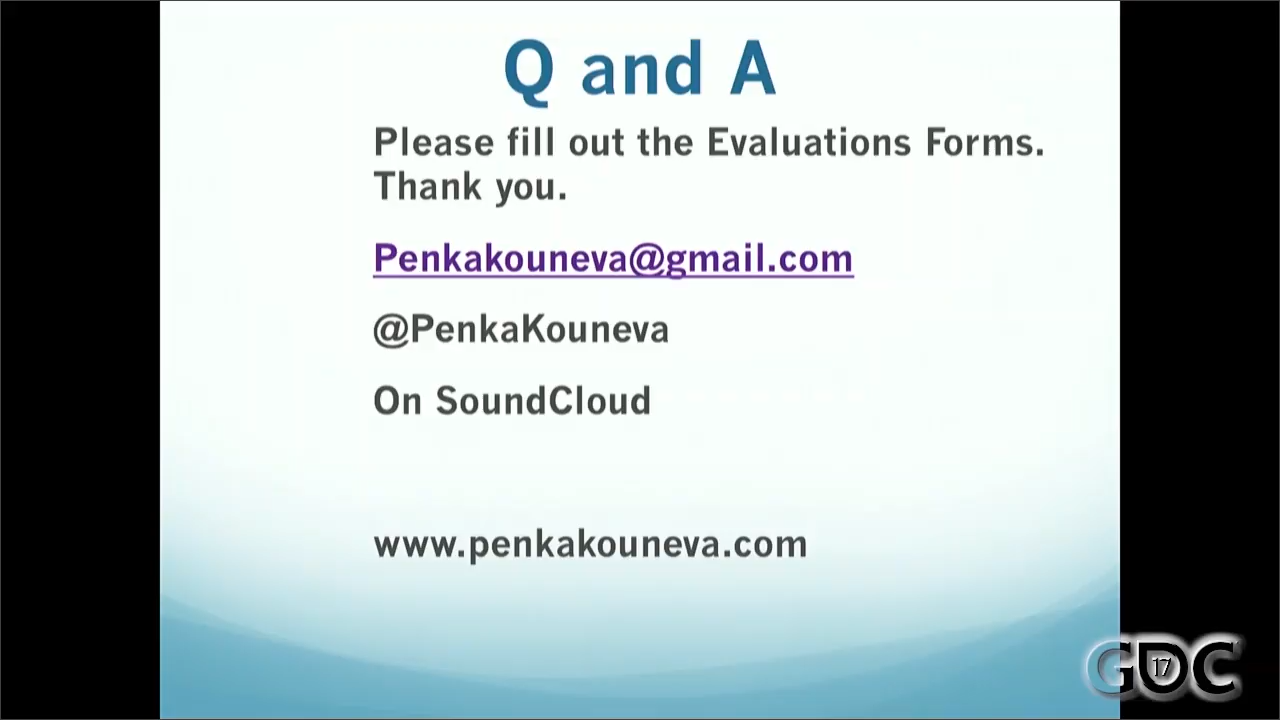 Q and A
Please fill out the Evaluations Forms.
Thank you.
Penkakouneva@gmail.com
@PenkaKouneva
On SoundCloud
www.penkakouneva.com
GDC
17